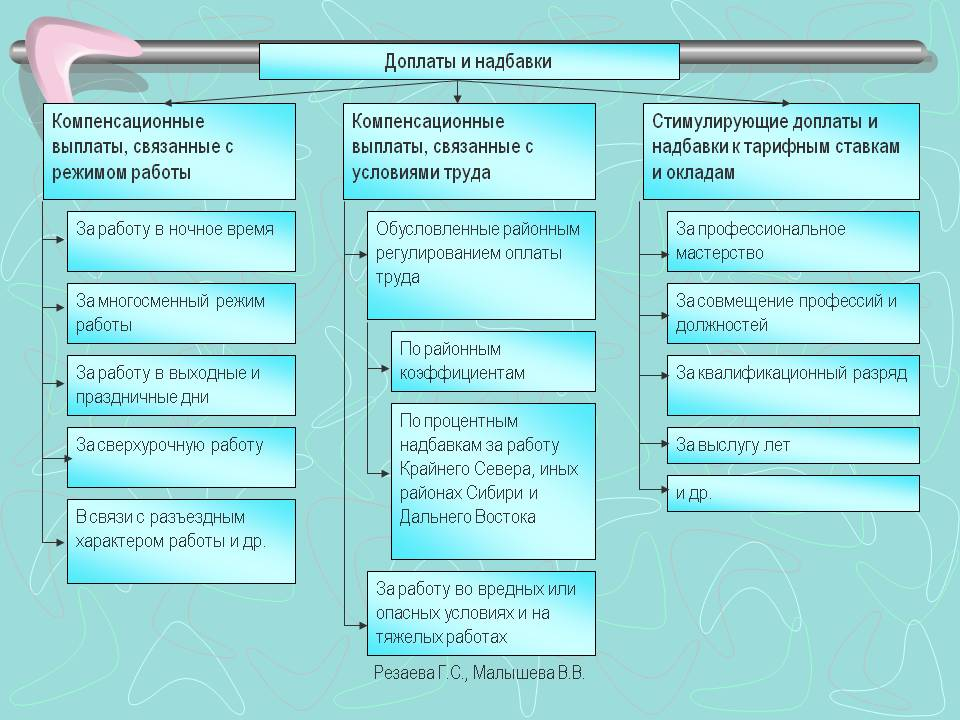 Доплаты и надбавки
Компенсационные
выплаты, связанные с
режимом работы
За работу в ночное время
За многосменный режим
работы
За работу в выходные и
праздничные дни
За сверхурочную работу
В связи с разъездным
характером работы и др.
Компенсационные
выплаты, связанные с
условиями труда
Обусловленные районным
регулированием оплаты
труда
По районным
коэффициентам
По процентным
надбавкам за работу
Крайнего Севера, иных
районах Сибири и
Дальнего Востока
За работу во вредных или
опасных условиях и на
тяжелых работах
Стимулирующие доплаты и
надбавки к тарифным ставкам
и окладам
За профессиональное
мастерство
За совмещение профессий и
должностей
За квалификационный разряд
За выслугу лет
и др.
Резаева Г.С., Малышева В.В.